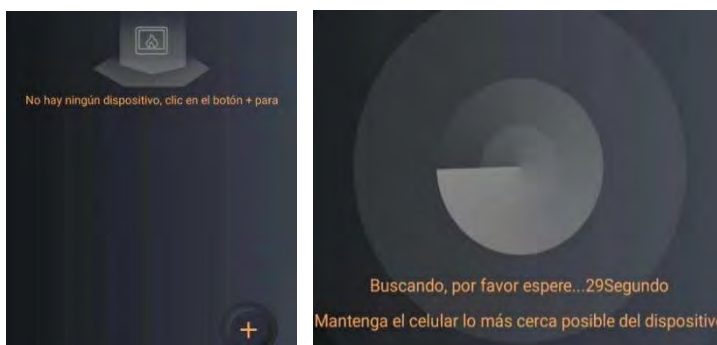 No hay ningún dispositivo, clic en el botón + para
+
Buscando, por favor espere...29Segundo
Mantenga el celular lo más cerca posible del dispositivo